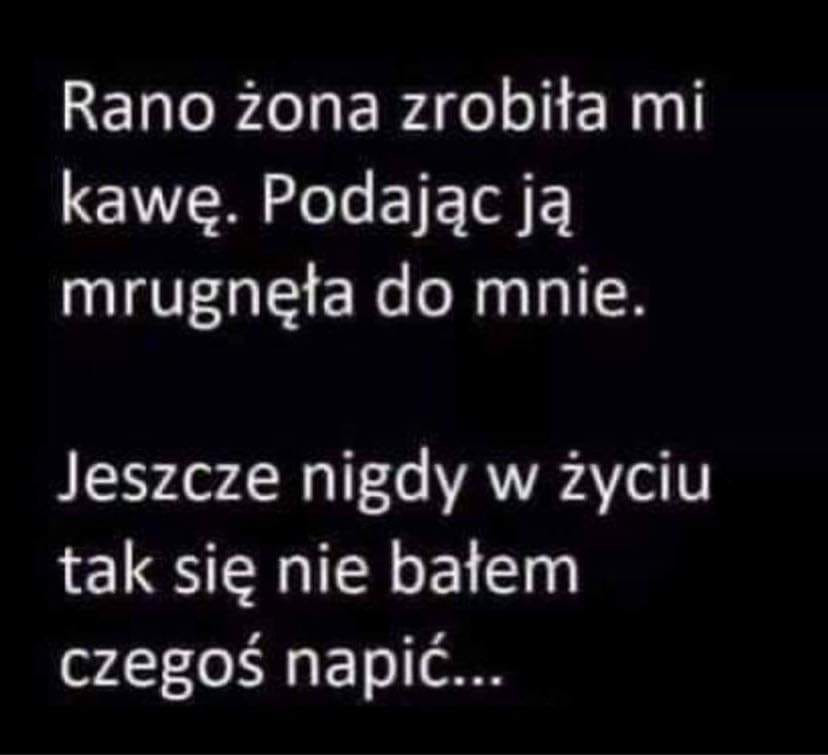 Rano żona zrobiła mi
kawę. Podając ją
mrugnęła do mnie.
Jeszcze nigdy w życiu
tak się nie bałem
czegoś napić...